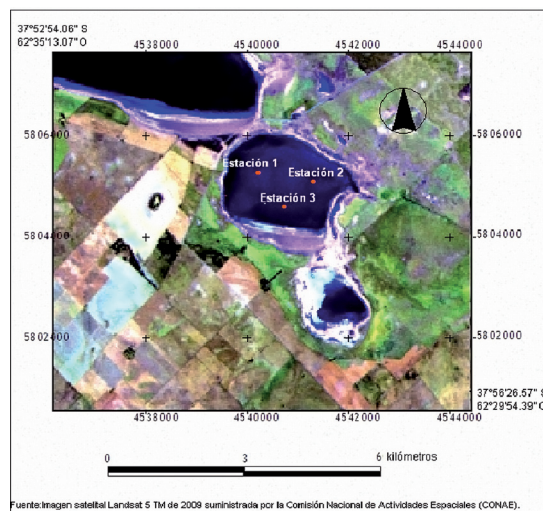 37°52'54.06" S
62°35'13.07" O
4538000 4540000 4542000 4544000
5806000 5806000
Estación 1
Estación 2
Estación 3
5804000 5804000
5802000 5802000
37°56'26.57" S
62°29'54.39" O
4538000 4540000 4542000 4544000
0 3 6 kilómetros
Fuente:Imagen satelital Landsat 5 TM de 2009 suministrada por la Comisión Nacional de Actividades Espaciales (CONAE).